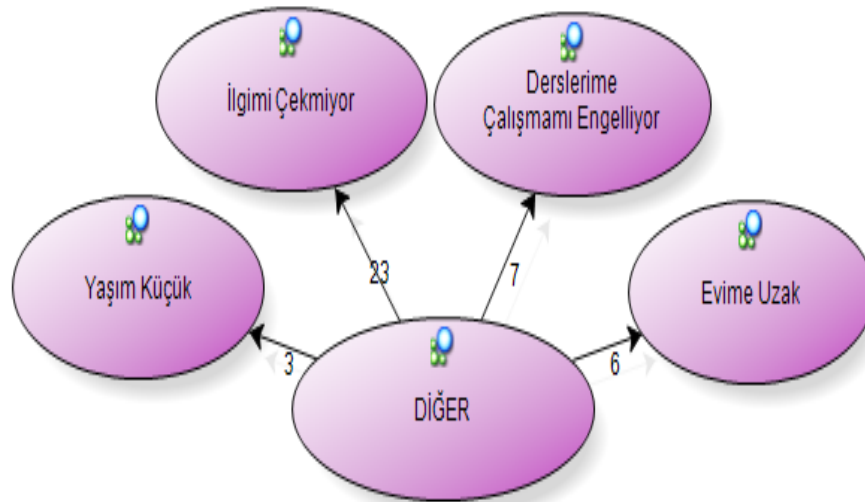 İlgimi Çekmiyor
Derslerime
Çalışmamı Engelliyor
Yaşım Küçük
Evime Uzak
23
7
3
6
DİĞER